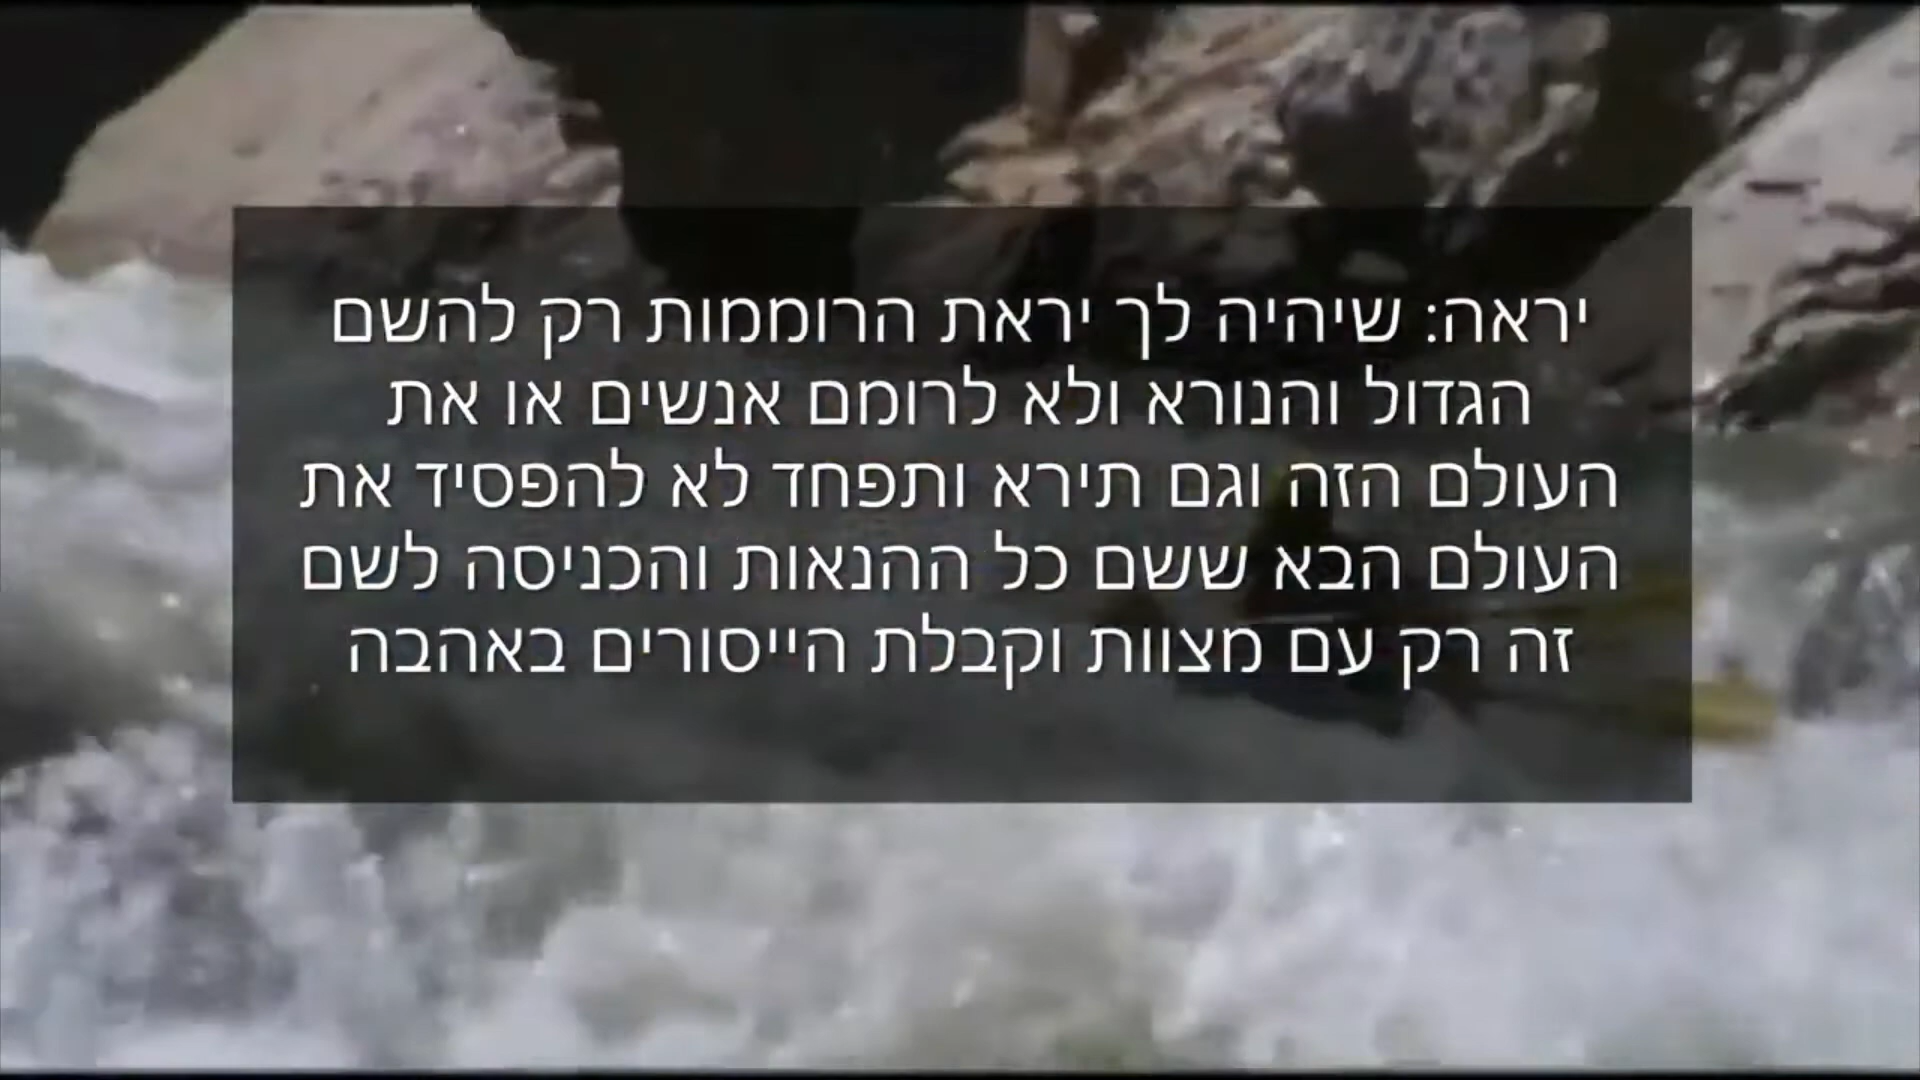 יראה: שיהיה לך יראת הרוממות רק להשם
הגדול והנורא ולא לרומם אנשים או את
העולם הזה וגם תירא ותפחד לא להפסיד את
העולם הבא ששם כל ההנאות והכניסה לשם
זה רק עם מצוות וקבלת הייסורים באהבה